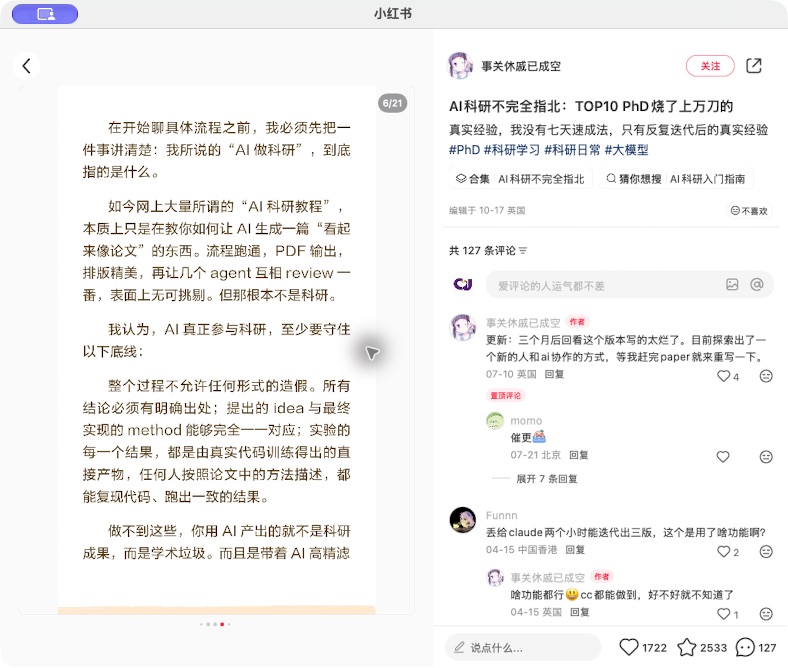 小红书
6/21
在开始聊具体流程之前，我必须先把一
件事讲清楚：我所说的“AI 做科研”，到底
指的是什么。
如今网上大量所谓的“AI 科研教程”，
本质上只是在教你如何让 AI 生成一篇“看起
来像论文”的东西。流程跑通，PDF 输出，
排版精美，再让几个 agent 互相 review 一
番，表面上无可挑剔。但那根本不是科研。
我认为，AI 真正参与科研，至少要守住
以下底线：
整个过程不允许任何形式的造假。所有
结论必须有明确出处；提出的 idea 与最终
实现的 method 能够完全一一对应；实验的
每一个结果，都是由真实代码训练得出的直
接产物，任何人按照论文中的方法描述，都
能复现代码、跑出一致的结果。
做不到这些，你用 AI 产出的就不是科研
成果，而是学术垃圾。而且是带着 AI 高精滤
事关休戚已成空
关注
AI科研不完全指北：TOP10 PhD烧了上万刀的
真实经验，我没有七天速成法，只有反复迭代后的真实经验
#PhD #科研学习 #科研日常 #大模型
合集 AI科研不完全指北 猜你想搜 AI科研入门指南
编辑于 10-17 英国 不喜欢
共 127 条评论
CJ 爱评论的人运气都不差
事关休戚已成空 作者
更新：三个月后回看这个版本写的太烂了。目前探索出了一
个新的人和ai协作的方式，等我赶完paper就来重写一下。
07-10 英国 回复 4
置顶评论
momo
催更
07-21 北京 回复
展开 7 条回复
Funnn
丢给claude两个小时能迭代出三版，这个是用了啥功能啊?
04-15 中国香港 回复 2
事关休戚已成空 作者
啥功能都行😃cc都能做到，好不好就不知道了
04-15 英国 回复 1
说点什么... 1722 2533 127